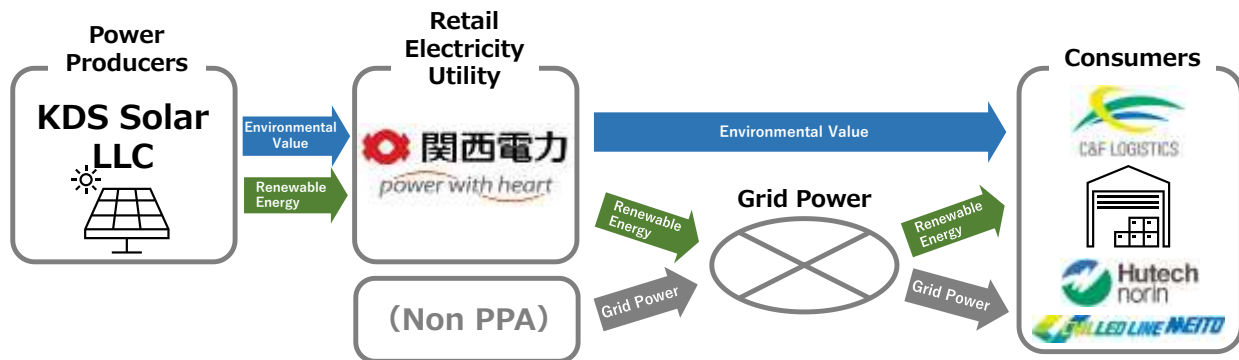 Power
Producers
KDS Solar
LLC
Environmental
Value
Renewable
Energy
Retail
Electricity
Utility
関西電力
power with heart
(Non PPA)
Environmental Value
Renewable
Energy
Grid Power
Grid Power
Renewable
Energy
Grid Power
Consumers
C&F LOGISTICS
Hutech
norin
CHILLED LINE MEITO